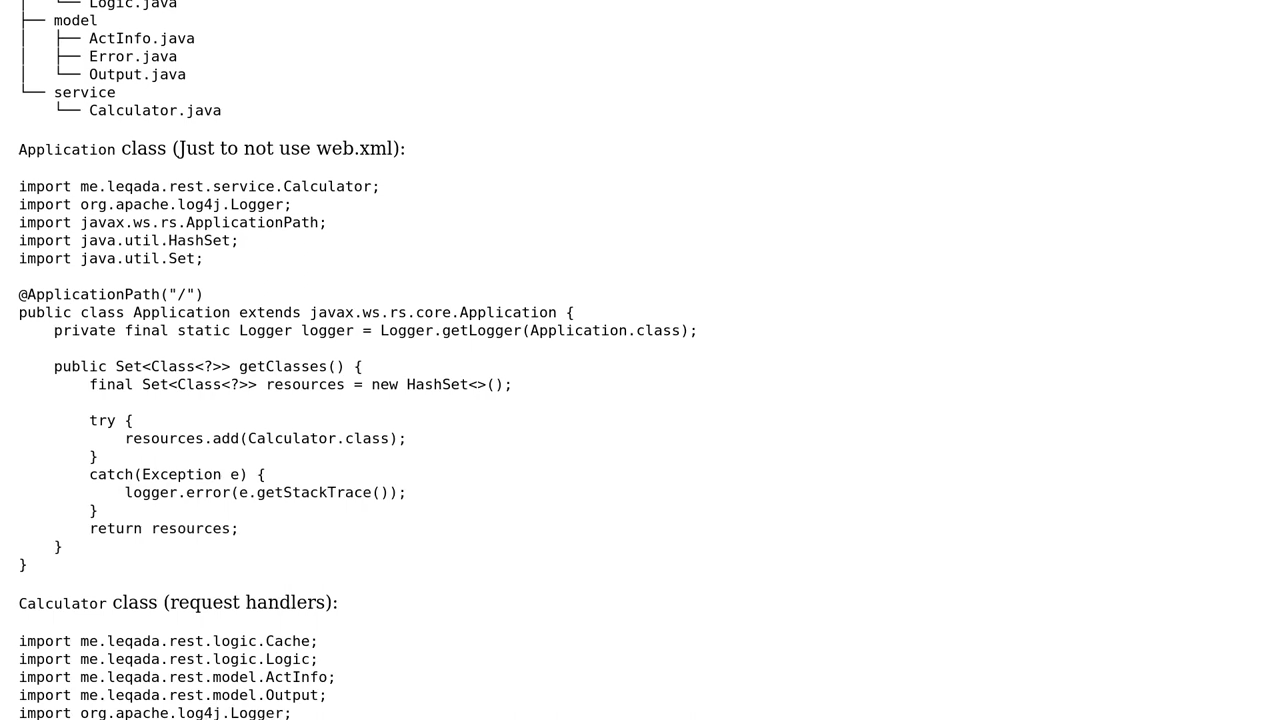 │   └── Logic.java
├── model
│   ├── ActInfo.java
│   ├── Error.java
│   └── Output.java
└── service
    └── Calculator.java
Application class (Just to not use web.xml):
import me.leqada.rest.service.Calculator;
import org.apache.log4j.Logger;
import javax.ws.rs.ApplicationPath;
import java.util.HashSet;
import java.util.Set;
@ApplicationPath("/")
public class Application extends javax.ws.rs.core.Application {
    private final static Logger logger = Logger.getLogger(Application.class);
    public Set<Class<?>> getClasses() {
        final Set<Class<?>> resources = new HashSet<>();
        try {
            resources.add(Calculator.class);
        }
        catch(Exception e) {
            logger.error(e.getStackTrace());
        }
        return resources;
    }
}
Calculator class (request handlers):
import me.leqada.rest.logic.Cache;
import me.leqada.rest.logic.Logic;
import me.leqada.rest.model.ActInfo;
import me.leqada.rest.model.Output;
import org.apache.log4j.Logger;